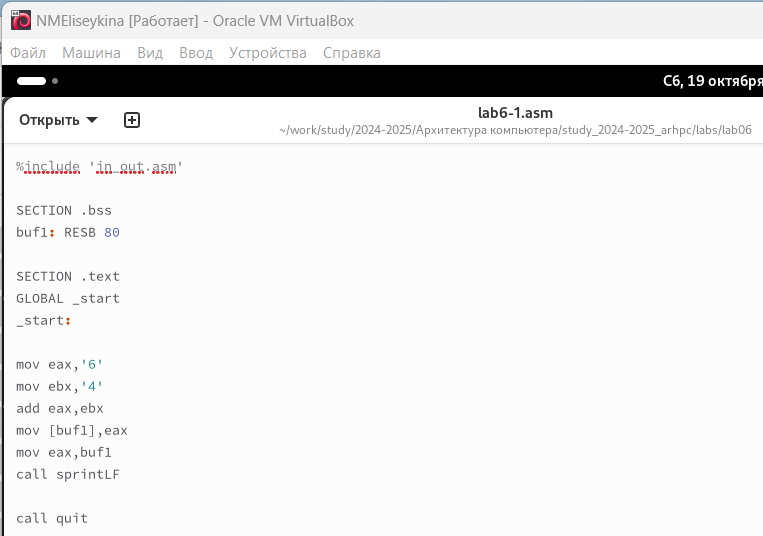 NMEliseykina [Работает] - Oracle VM VirtualBox
Файл Машина Вид Ввод Устройства Справка
Сб, 19 октября
Открыть
lab6-1.asm
~/work/study/2024-2025/Архитектура компьютера/study_2024-2025_arhpc/labs/lab06
%include 'in_out.asm'
SECTION .bss
buf1: RESB 80
SECTION .text
GLOBAL _start
_start:
mov eax,'6'
mov ebx,'4'
add eax,ebx
mov [buf1],eax
mov eax,buf1
call sprintLF
call quit